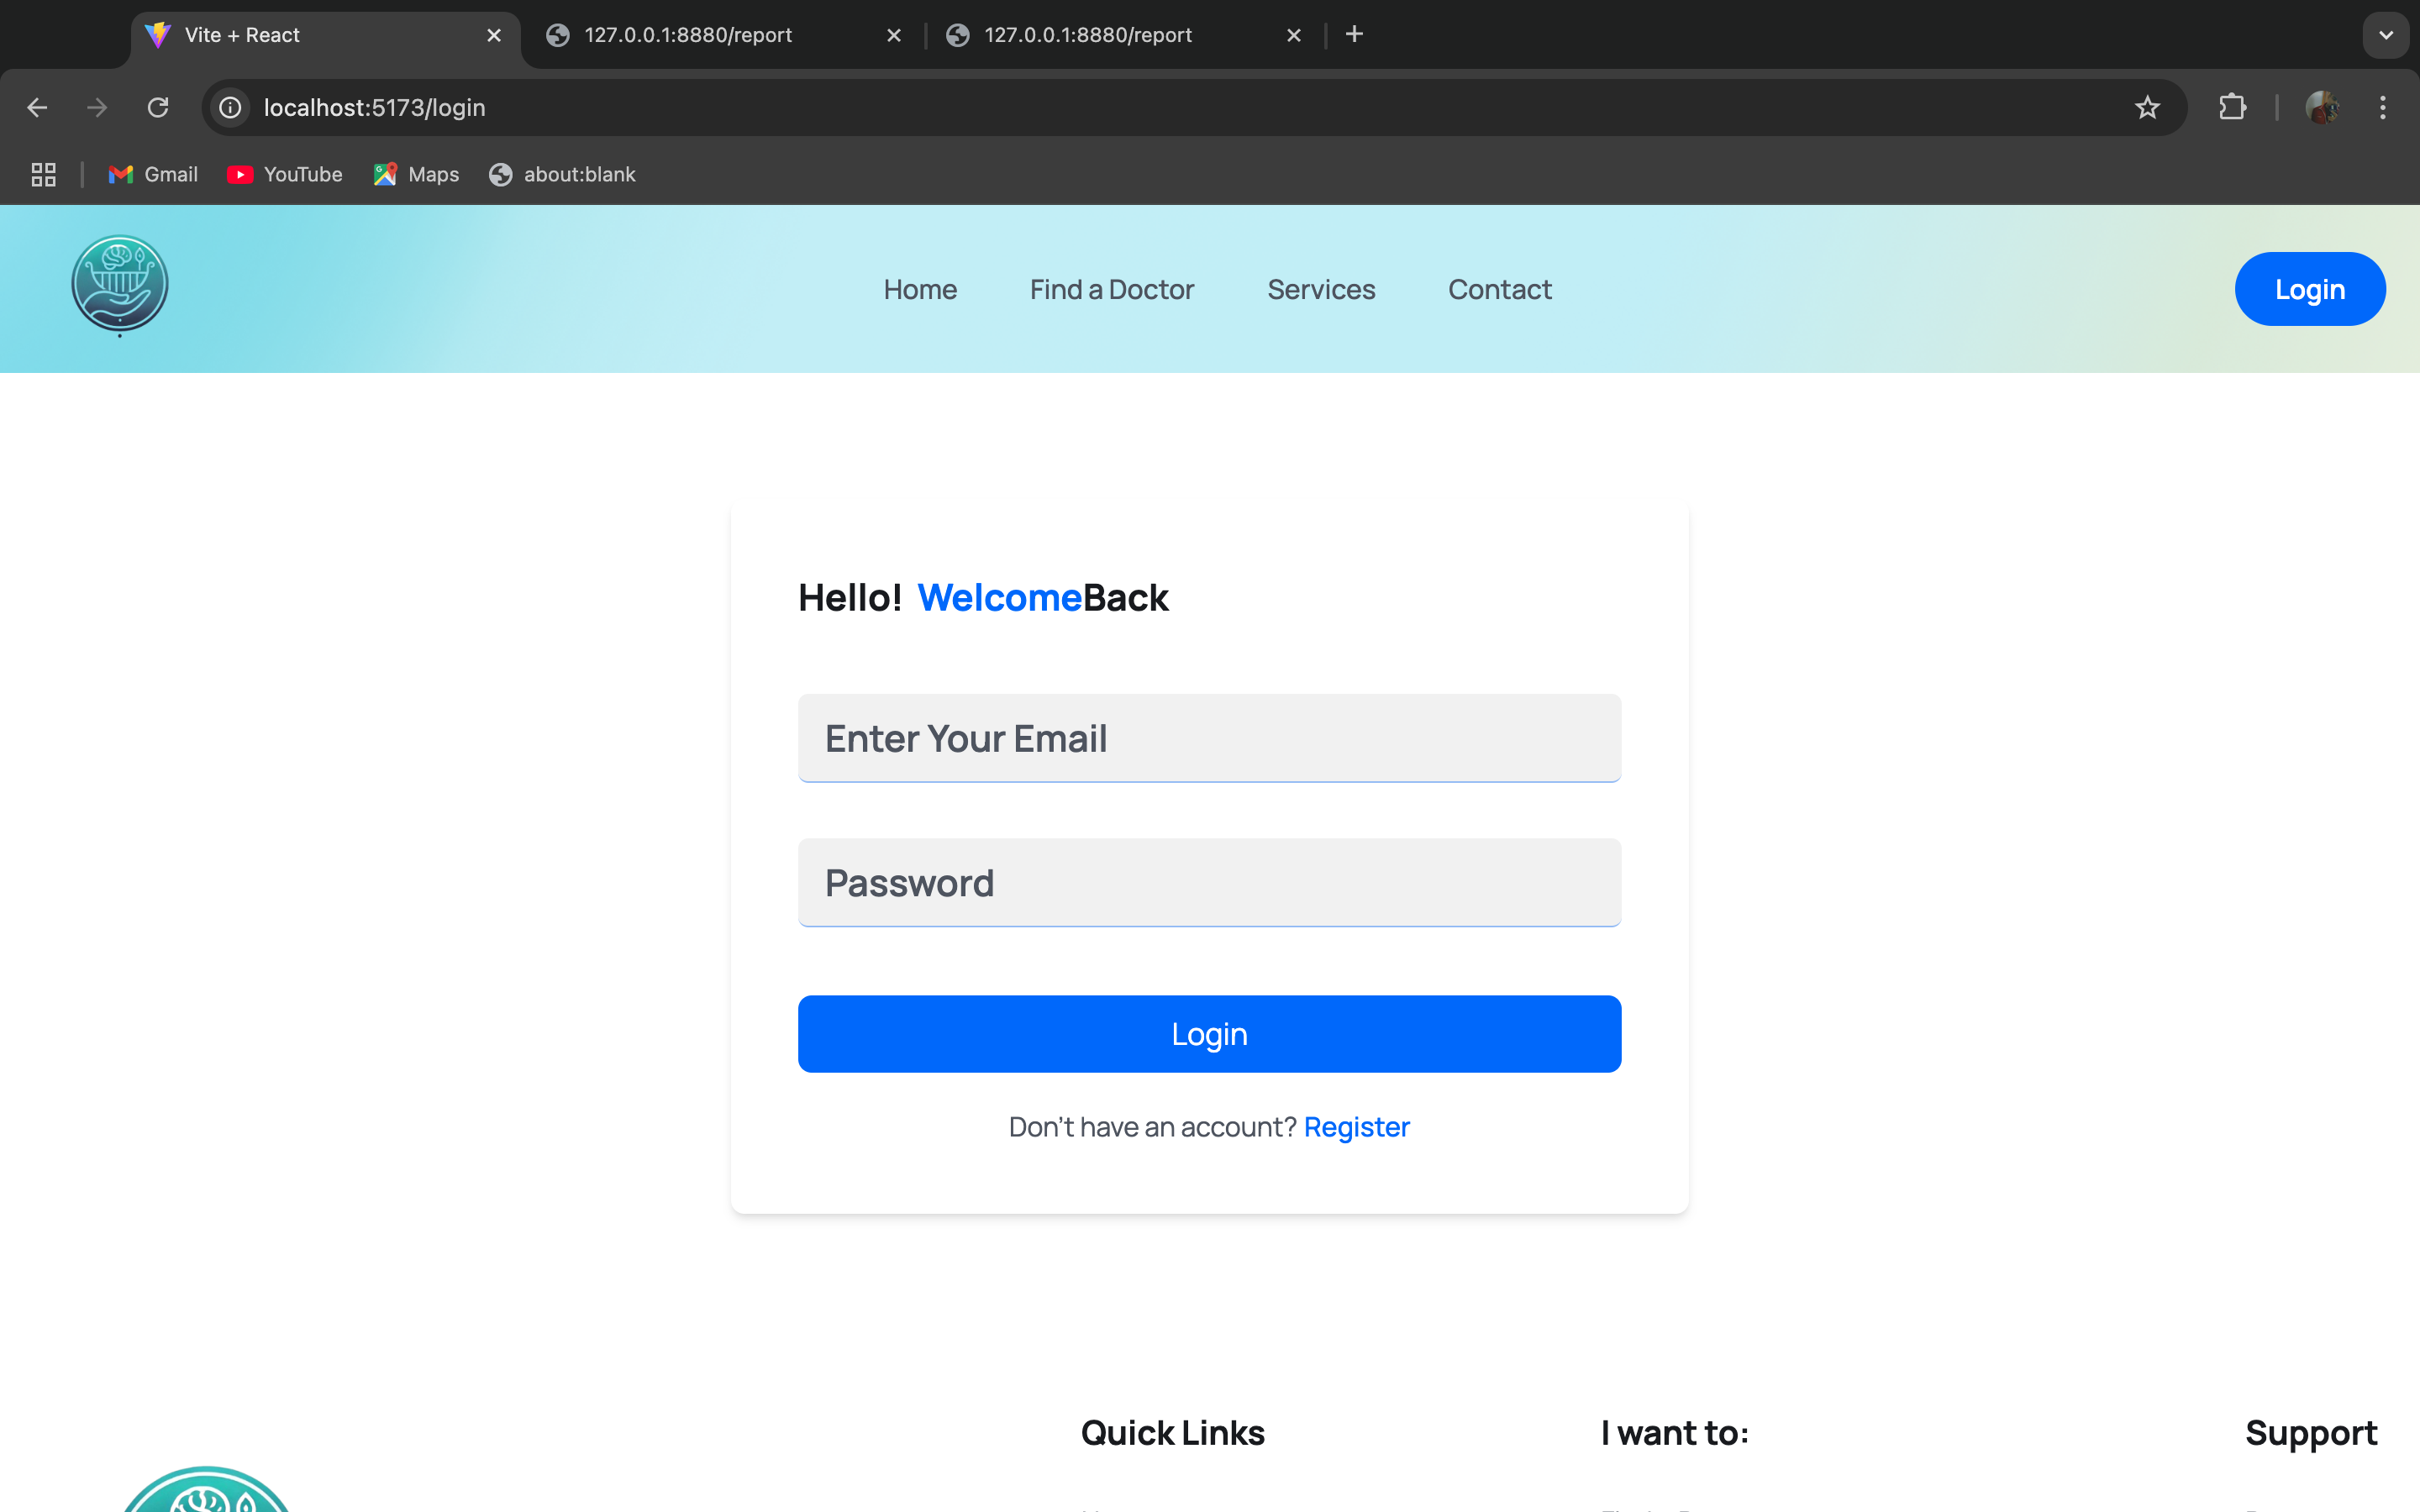 Vite + React
127.0.0.1:8880/report
127.0.0.1:8880/report
localhost:5173/login
Gmail
YouTube
Maps
about:blank
Home
Find a Doctor
Services
Contact
Login
Hello! WelcomeBack
Enter Your Email
Password
Login
Don't have an account? Register
Quick Links
I want to:
Support